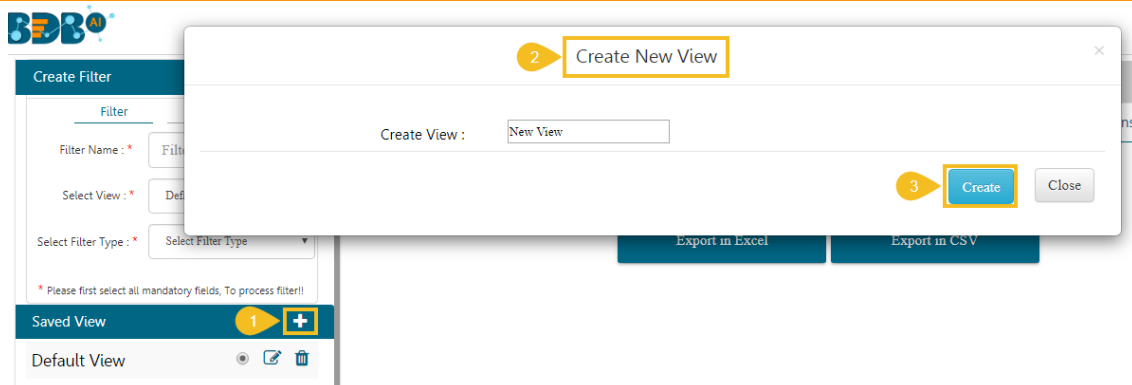 BDB AI
2 Create New View ×
Create Filter
Filter
Create View :
New View
Filter Name : *
Filt
3 Create
Close
Select View : *
Defa
Select Filter Type : *
Select Filter Type
Export in Excel
Export in CSV
* Please first select all mandatory fields, To process filter!!
Saved View
1 +
Default View